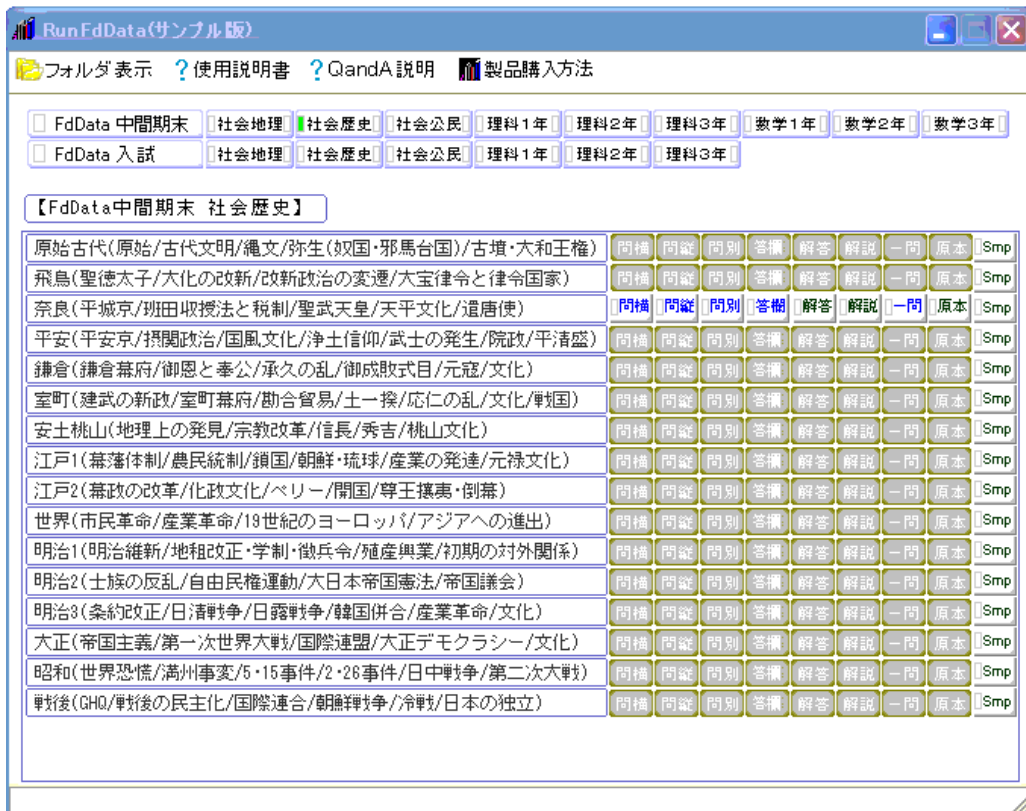 RunFdData(サンプル版)
フォルダ表示 ?使用説明書 ?QandA説明 製品購入方法
FdData 中間期末 社会地理 社会歴史 社会公民 理科1年 理科2年 理科3年 数学1年 数学2年 数学3年
FdData 入試 社会地理 社会歴史 社会公民 理科1年 理科2年 理科3年
【FdData中間期末 社会歴史】
原始古代(原始/古代文明/縄文/弥生(奴国・邪馬台国)/古墳・大和王権) 問横 問縦 問別 答欄 解答 解説 一問 原本 Smp
飛鳥(聖徳太子/大化の改新/改新政治の変遷/大宝律令と律令国家) 問横 問縦 問別 答欄 解答 解説 一問 原本 Smp
奈良(平城京/班田収授法と税制/聖武天皇/天平文化/遣唐使) 問横 問縦 問別 答欄 解答 解説 一問 原本 Smp
平安(平安京/摂関政治/国風文化/浄土信仰/武士の発生/院政/平清盛) 問横 問縦 問別 答欄 解答 解説 一問 原本 Smp
鎌倉(鎌倉幕府/御恩と奉公/承久の乱/御成敗式目/元寇/文化) 問横 問縦 問別 答欄 解答 解説 一問 原本 Smp
室町(建武の新政/室町幕府/勘合貿易/土一揆/応仁の乱/文化/戦国) 問横 問縦 問別 答欄 解答 解説 一問 原本 Smp
安土桃山(地理上の発見/宗教改革/信長/秀吉/桃山文化) 問横 問縦 問別 答欄 解答 解説 一問 原本 Smp
江戸1(幕藩体制/農民統制/鎖国/朝鮮・琉球/産業の発達/元禄文化) 問横 問縦 問別 答欄 解答 解説 一問 原本 Smp
江戸2(幕政の改革/化政文化/ペリー/開国/尊王攘夷・倒幕) 問横 問縦 問別 答欄 解答 解説 一問 原本 Smp
世界(市民革命/産業革命/19世紀のヨーロッパ/アジアへの進出) 問横 問縦 問別 答欄 解答 解説 一問 原本 Smp
明治1(明治維新/地租改正・学制・徴兵令/殖産興業/初期の対外関係) 問横 問縦 問別 答欄 解答 解説 一問 原本 Smp
明治2(士族の反乱/自由民権運動/大日本帝国憲法/帝国議会) 問横 問縦 問別 答欄 解答 解説 一問 原本 Smp
明治3(条約改正/日清戦争/日露戦争/韓国併合/産業革命/文化) 問横 問縦 問別 答欄 解答 解説 一問 原本 Smp
大正(帝国主義/第一次世界大戦/国際連盟/大正デモクラシー/文化) 問横 問縦 問別 答欄 解答 解説 一問 原本 Smp
昭和(世界恐慌/満州事変/5・15事件/2・26事件/日中戦争/第二次大戦) 問横 問縦 問別 答欄 解答 解説 一問 原本 Smp
戦後(GHQ/戦後の民主化/国際連合/朝鮮戦争/冷戦/日本の独立) 問横 問縦 問別 答欄 解答 解説 一問 原本 Smp